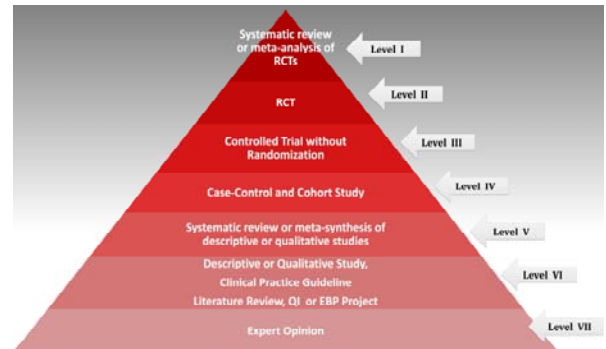 Systematic review
or meta-analysis of
RCTs
Level I
RCT
Level II
Controlled Trial without
Randomization
Level III
Case-Control and Cohort Study
Level IV
Systematic review or meta-synthesis of
descriptive or qualitative studies
Level V
Descriptive or Qualitative Study,
Clinical Practice Guideline
Literature Review, QI or EBP Project
Level VI
Expert Opinion
Level VII